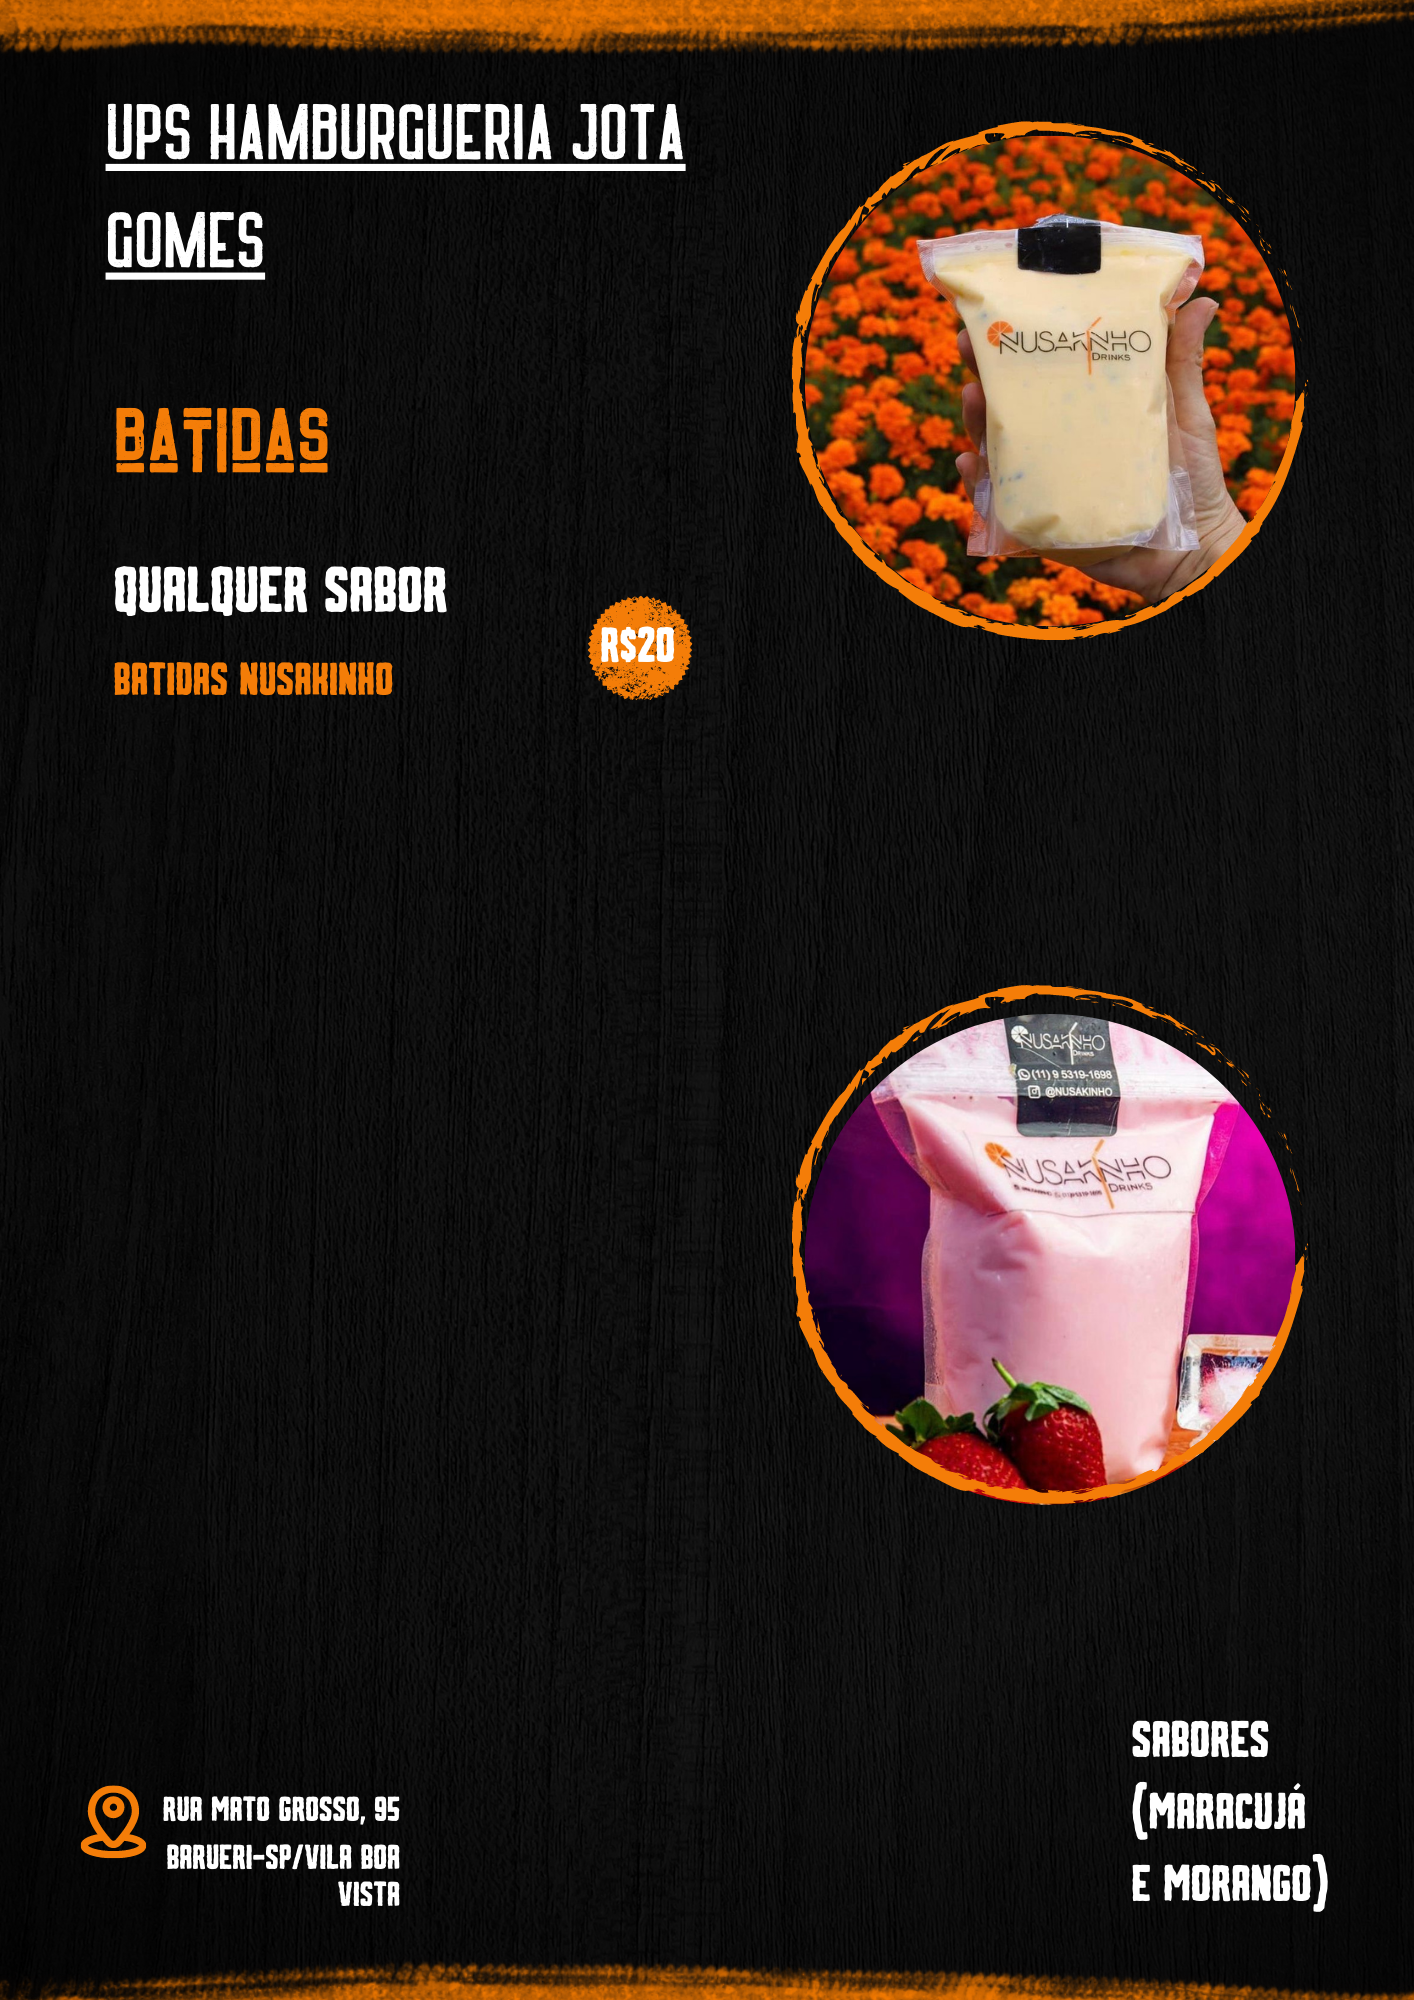 UPS HAMBURGUERIA JOTA
GOMES
BATIDAS
QUALQUER SABOR
R$20
BATIDAS NUSAKINHO
NUSAKINHO
DRINKS
NUSAKINHO
DRINKS
(11) 9 5319-1698
@NUSAKINHO
NUSAKINHO
DRINKS
SABORES
(MARACUJÁ
E MORANGO)
RUA MATO GROSSO, 95
BARUERI-SP/VILA BOA
VISTA